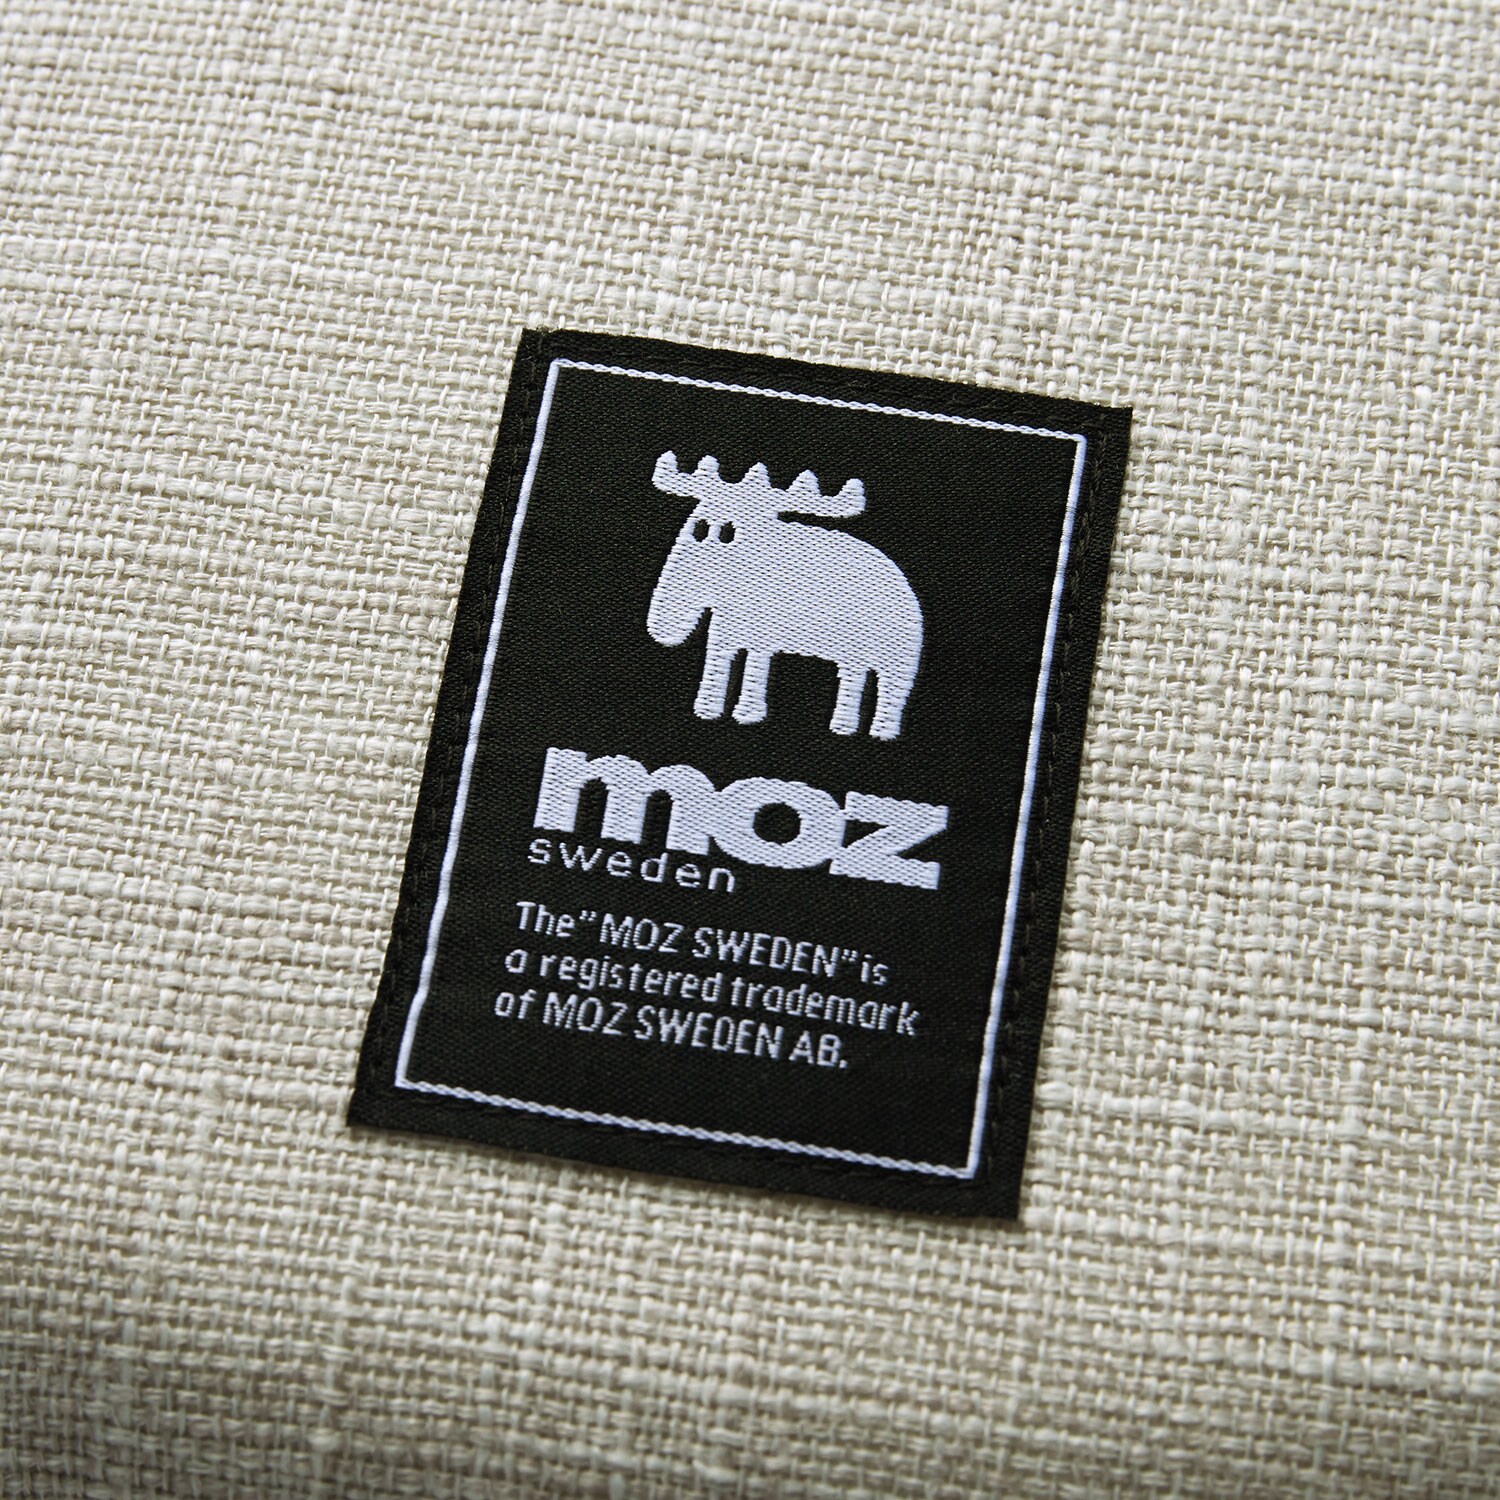 moz
sweden
The" MOZ SWEDEN" is
a registered trademark
of MOZ SWEDEN AB.